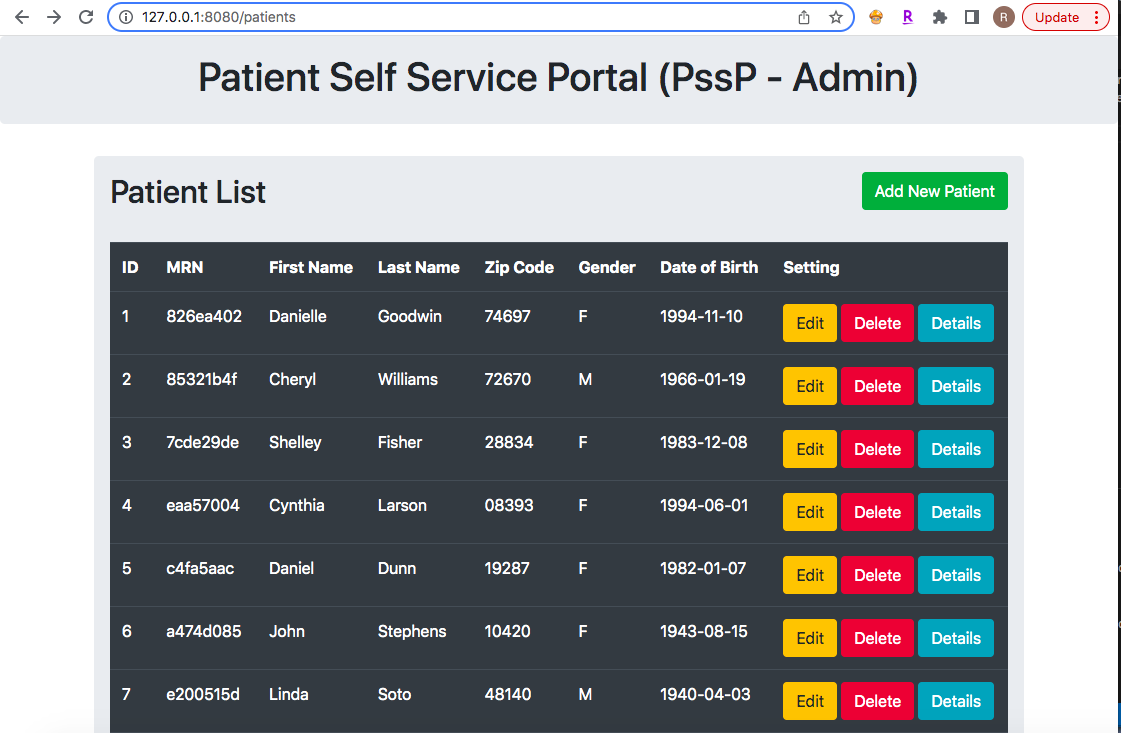 127.0.0.1:8080/patients
R
R
Update
Patient Self Service Portal (PssP - Admin)
Patient List
Add New Patient
ID MRN First Name Last Name Zip Code Gender Date of Birth Setting
1 826ea402 Danielle Goodwin 74697 F 1994-11-10 Edit Delete Details
2 85321b4f Cheryl Williams 72670 M 1966-01-19 Edit Delete Details
3 7cde29de Shelley Fisher 28834 F 1983-12-08 Edit Delete Details
4 eaa57004 Cynthia Larson 08393 F 1994-06-01 Edit Delete Details
5 c4fa5aac Daniel Dunn 19287 F 1982-01-07 Edit Delete Details
6 a474d085 John Stephens 10420 F 1943-08-15 Edit Delete Details
7 e200515d Linda Soto 48140 M 1940-04-03 Edit Delete Details